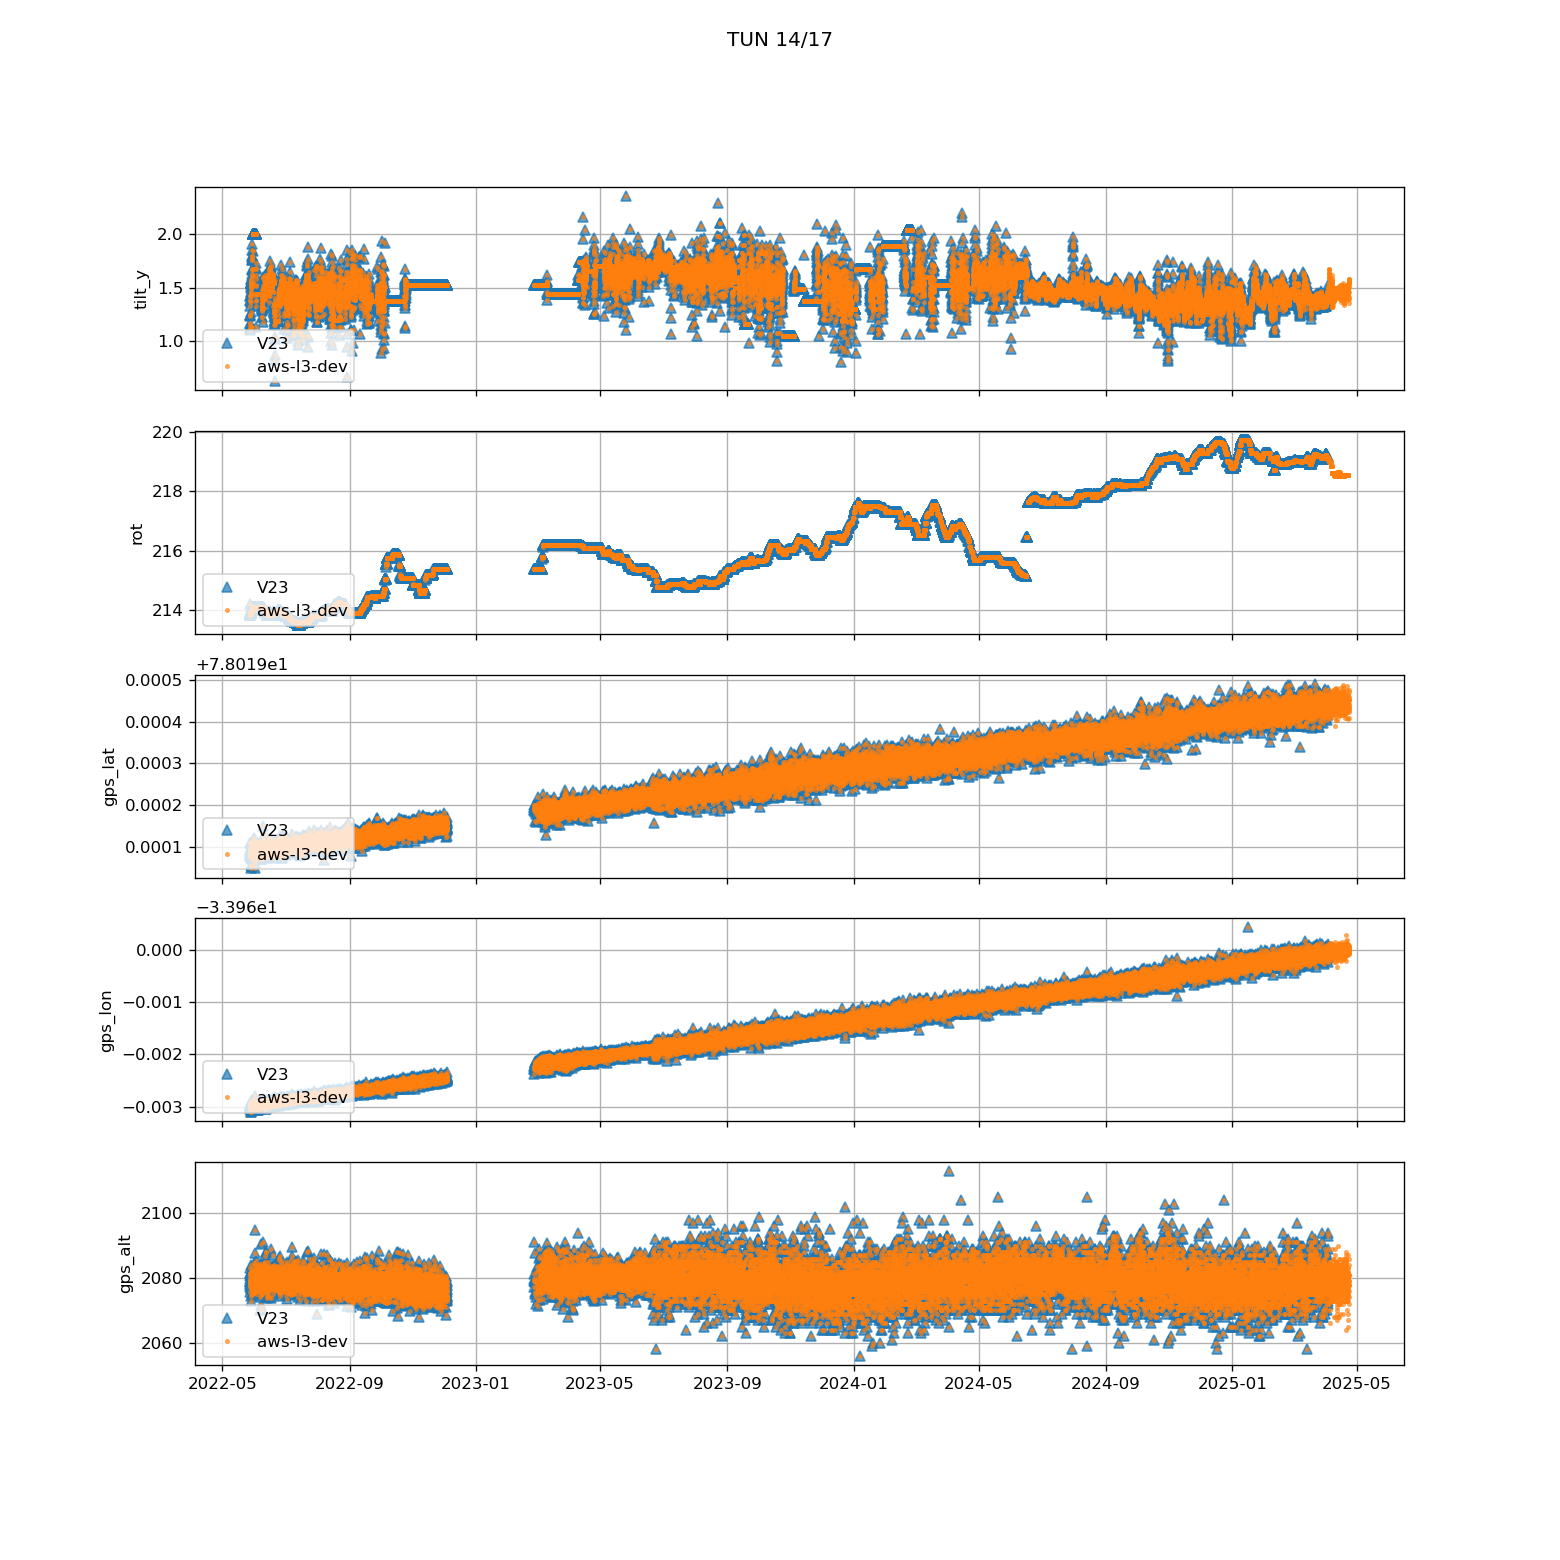 TUN 14/17
2.0
1.5
1.0
tilt_y
V23
aws-l3-dev
220
218
216
214
rot
V23
aws-l3-dev
+7.8019e1
0.0005
0.0004
0.0003
0.0002
0.0001
gps_lat
V23
aws-l3-dev
−3.396e1
0.000
−0.001
−0.002
−0.003
gps_lon
V23
aws-l3-dev
2100
2080
2060
gps_alt
V23
aws-l3-dev
2022-05 2022-09 2023-01 2023-05 2023-09 2024-01 2024-05 2024-09 2025-01 2025-05